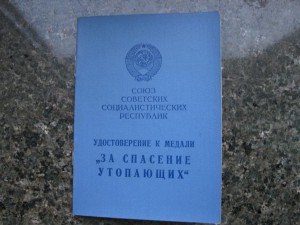 СОЮЗ
СОВЕТСКИХ
СОЦИАЛИСТИЧЕСКИХ
РЕСПУБЛИК
УДОСТОВЕРЕНИЕ К МЕДАЛИ
„ЗА СПАСЕНИЕ
УТОПАЮЩИХ“